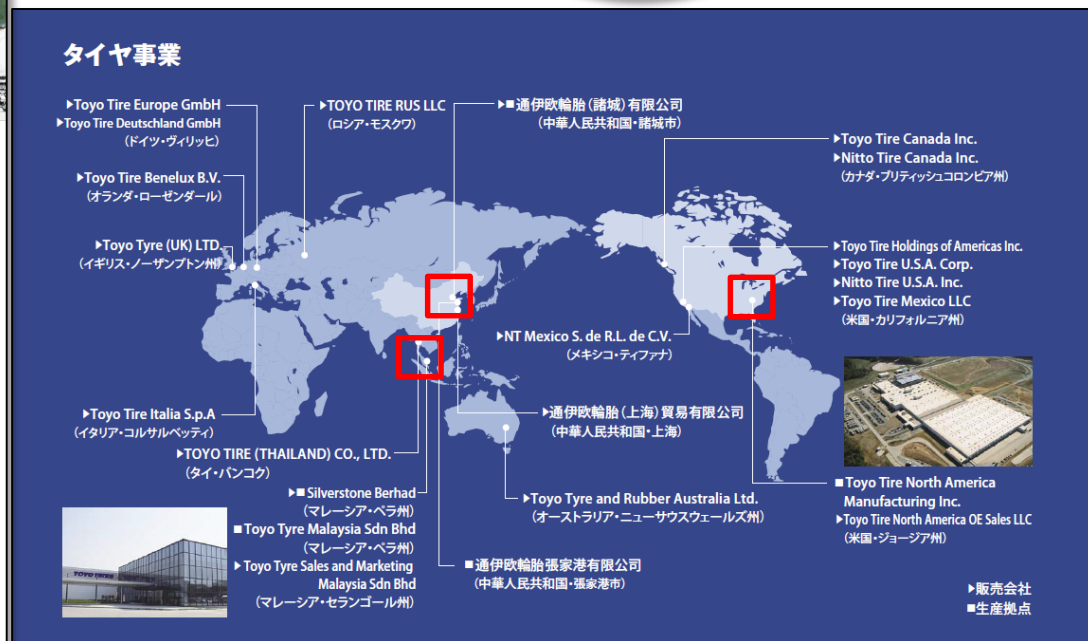 タイヤ事業
▶Toyo Tire Europe GmbH
▶Toyo Tire Deutschland GmbH
(ドイツ・ヴィリッヒ)
▶Toyo Tire Benelux B.V.
(オランダ・ローゼンダール)
▶Toyo Tyre (UK) LTD.
(イギリス・ノーザンプトン州)
▶Toyo Tire Italia S.p.A
(イタリア・コルサルベッティ)
▶TOYO TIRE RUS LLC
(ロシア・モスクワ)
▶■通伊欧輪胎(諸城)有限公司
(中華人民共和国・諸城市)
▶Toyo Tire Canada Inc.
▶Nitto Tire Canada Inc.
(カナダ・ブリティッシュコロンビア州)
▶Toyo Tire Holdings of Americas Inc.
▶Toyo Tire U.S.A. Corp.
▶Nitto Tire U.S.A. Inc.
▶Toyo Tire Mexico LLC
(米国・カリフォルニア州)
▶NT Mexico S. de R.L. de C.V.
(メキシコ・ティファナ)
▶通伊欧輪胎(上海)貿易有限公司
(中華人民共和国・上海)
▶TOYO TIRE (THAILAND) CO., LTD.
(タイ・バンコク)
▶■Silverstone Berhad
(マレーシア・ペラ州)
■Toyo Tyre Malaysia Sdn Bhd
(マレーシア・ペラ州)
▶Toyo Tyre Sales and Marketing
Malaysia Sdn Bhd
(マレーシア・セランゴール州)
▶Toyo Tyre and Rubber Australia Ltd.
(オーストラリア・ニューサウスウェールズ州)
■通伊欧輪胎張家港有限公司
(中華人民共和国・張家港市)
■Toyo Tire North America
Manufacturing Inc.
▶Toyo Tire North America OE Sales LLC
(米国・ジョージア州)
TOYO TIRES
▶販売会社
■生産拠点